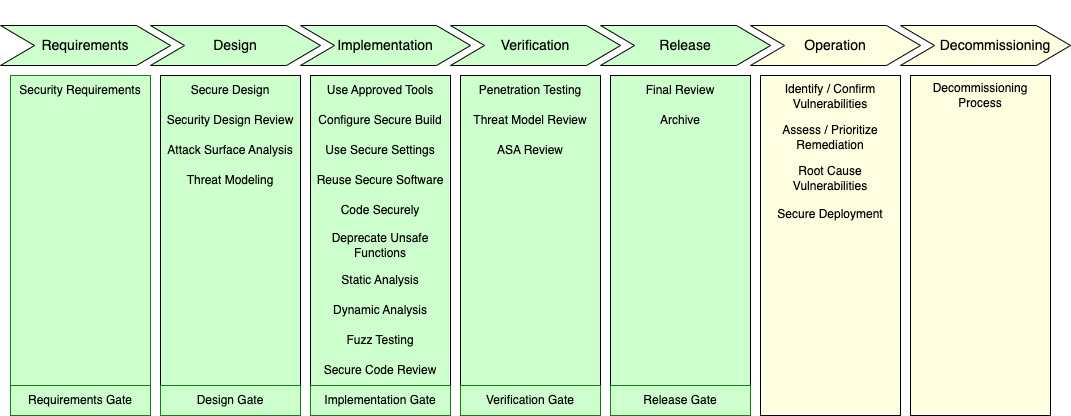 Requirements
Design
Implementation
Verification
Release
Operation
Decommissioning
Security Requirements
Requirements Gate
Secure Design
Security Design Review
Attack Surface Analysis
Threat Modeling
Design Gate
Use Approved Tools
Configure Secure Build
Use Secure Settings
Reuse Secure Software
Code Securely
Deprecate Unsafe
Functions
Static Analysis
Dynamic Analysis
Fuzz Testing
Secure Code Review
Implementation Gate
Penetration Testing
Threat Model Review
ASA Review
Verification Gate
Final Review
Archive
Release Gate
Identify / Confirm
Vulnerabilities
Assess / Prioritize
Remediation
Root Cause
Vulnerabilities
Secure Deployment
Decommissioning
Process